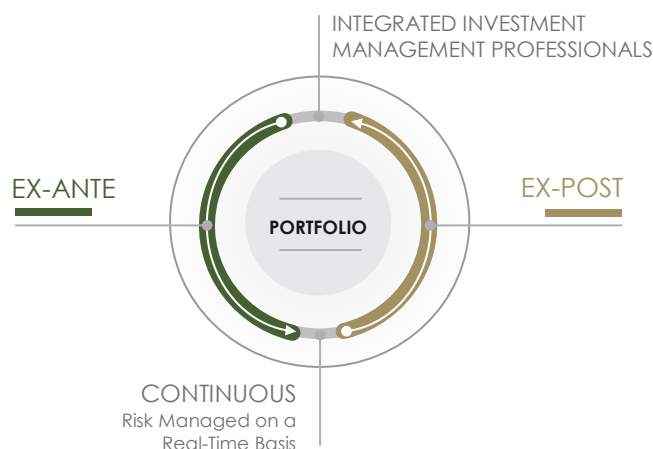 INTEGRATED INVESTMENT
MANAGEMENT PROFESSIONALS
EX-ANTE
EX-POST
PORTFOLIO
CONTINUOUS
Risk Managed on a
Real-Time Basis